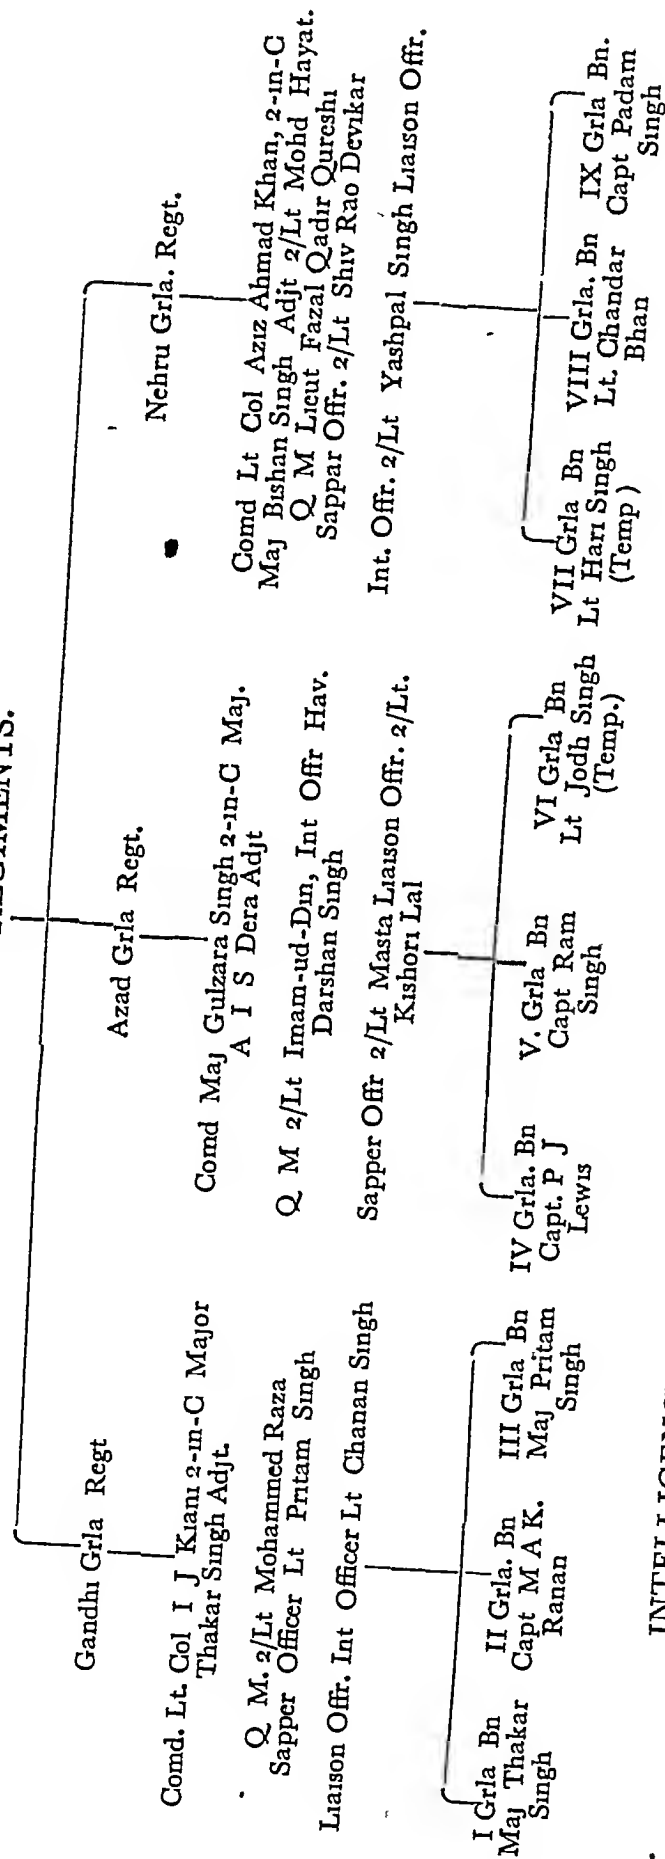 REGIMENTS.
Gandhi Grla Regt
Comd. Lt. Col I J Kiani 2-in-C Major
Thakar Singh Adjt.
Q M. 2/Lt Mohammed Raza
Sapper Officer Lt Pritam Singh
Liaison Offr. Int Officer Lt Chanan Singh
I Grla Bn
Maj Thakar
Singh
II Grla. Bn
Capt M A K.
Ranan
III Grla Bn
Maj Pritam
Singh
Azad Grla Regt.
Comd Maj Gulzara Singh 2-in-C Maj.
A I S Dera Adjt
Q M 2/Lt Imam-ud-Din, Int Offr Hav.
Darshan Singh
Sapper Offr 2/Lt Masta Liaison Offr. 2/Lt.
Kishori Lal
IV Grla. Bn
Capt. P J
Lewis
V. Grla Bn
Capt Ram
Singh
VI Grla Bn
Lt Jodh Singh
(Temp.)
Nehru Grla. Regt.
Comd Lt Col Aziz Ahmad Khan, 2-in-C
Maj Bishan Singh Adjt 2/Lt Mohd Hayat.
Q M Lieut Fazal Qadir Qureshi
Sappar Offr. 2/Lt Shiv Rao Devikar
Int. Offr. 2/Lt Yashpal Singh Liaison Offr.
VII Grla Bn
Lt Hari Singh
(Temp )
VIII Grla. Bn
Lt. Chandar
Bhan
IX Grla Bn.
Capt Padam
Singh